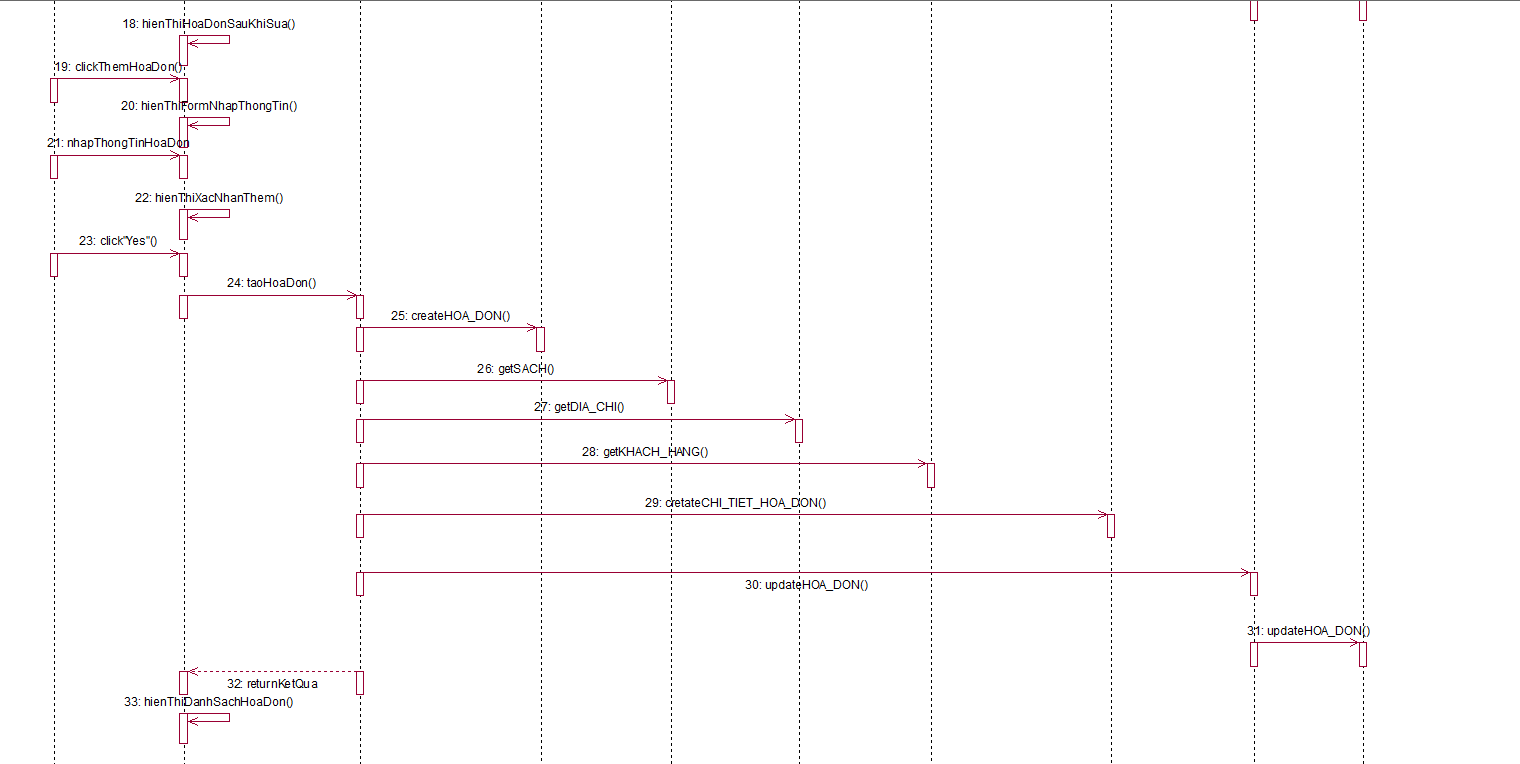 18: hienThiHoaDonSauKhiSua()
19: clickThemHoaDon()
20: hienThiFormNhapThongTin()
21: nhapThongTinHoaDon
22: hienThiXacNhanThem()
23: click"Yes"()
24: taoHoaDon()
25: createHOA_DON()
26: getSACH()
27: getDIA_CHI()
28: getKHACH_HANG()
29: cretateCHI_TIET_HOA_DON()
30: updateHOA_DON()
31: updateHOA_DON()
32: returnKetQua
33: hienThiDanhSachHoaDon()